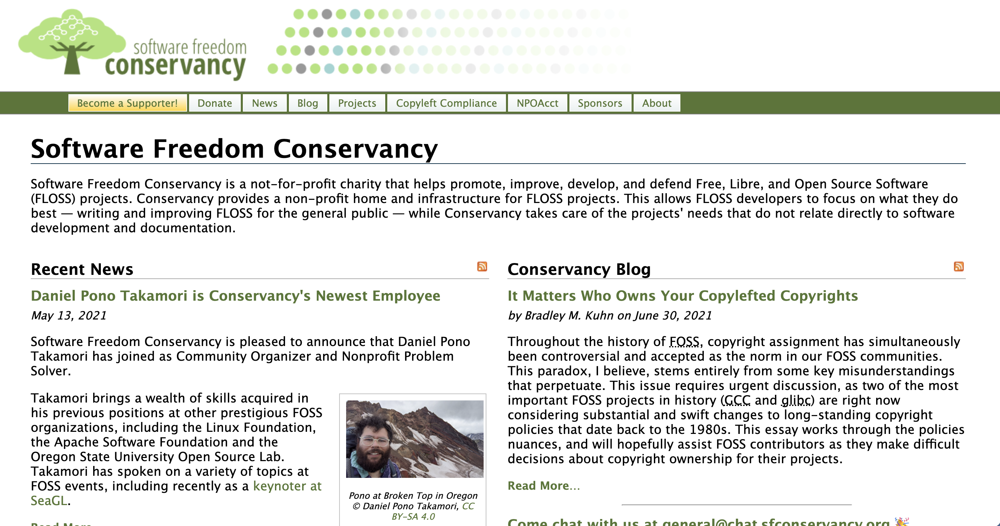 software freedom
conservancy
Become a Supporter!
Donate
News
Blog
Projects
Copyleft Compliance
NPOAcct
Sponsors
About
Software Freedom Conservancy
Software Freedom Conservancy is a not-for-profit charity that helps promote, improve, develop, and defend Free, Libre, and Open Source Software
(FLOSS) projects. Conservancy provides a non-profit home and infrastructure for FLOSS projects. This allows FLOSS developers to focus on what they do
best — writing and improving FLOSS for the general public — while Conservancy takes care of the projects' needs that do not relate directly to software
development and documentation.
Recent News
Daniel Pono Takamori is Conservancy's Newest Employee
May 13, 2021
Software Freedom Conservancy is pleased to announce that Daniel Pono
Takamori has joined as Community Organizer and Nonprofit Problem
Solver.
Takamori brings a wealth of skills acquired in
his previous positions at other prestigious FOSS
organizations, including the Linux Foundation,
the Apache Software Foundation and the
Oregon State University Open Source Lab.
Takamori has spoken on a variety of topics at
FOSS events, including recently as a keynoter at
SeaGL.
Pono at Broken Top in Oregon
© Daniel Pono Takamori, CC
BY-SA 4.0
Read More
Conservancy Blog
It Matters Who Owns Your Copylefted Copyrights
by Bradley M. Kuhn on June 30, 2021
Throughout the history of FOSS, copyright assignment has simultaneously
been controversial and accepted as the norm in our FOSS communities.
This paradox, I believe, stems entirely from some key misunderstandings
that perpetuate. This issue requires urgent discussion, as two of the most
important FOSS projects in history (GCC and glibc) are right now
considering substantial and swift changes to long-standing copyright
policies that date back to the 1980s. This essay works through the policies
nuances, and will hopefully assist FOSS contributors as they make difficult
decisions about copyright ownership for their projects.
Read More…
Come chat with us at general@chat.sfconservancy.org 🎉